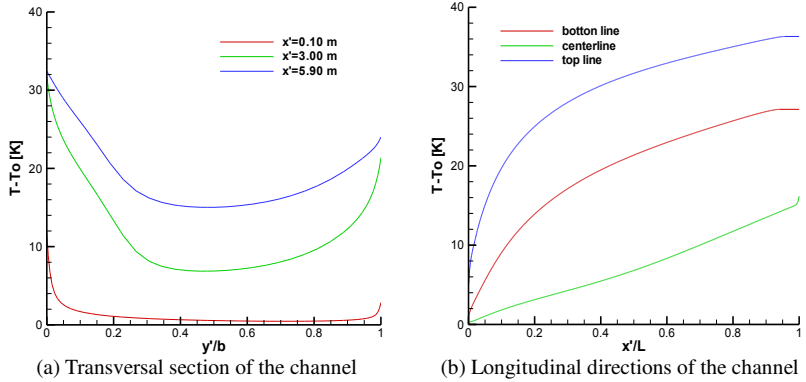 40
30
20
10
0
T-To [K]
x'=0.10 m
x'=3.00 m
x'=5.90 m
0 0.2 0.4 0.6 0.8 1
y'/b
(a) Transversal section of the channel
40
30
20
10
0
T-To [K]
botton line
centerline
top line
0 0.2 0.4 0.6 0.8 1
x'/L
(b) Longitudinal directions of the channel